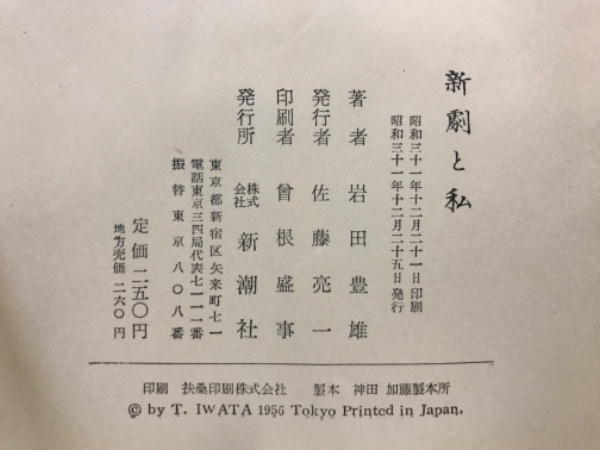 新劇と私
昭和三十一年十二月二十一日印刷
昭和三十一年十二月二十五日発行
著者 岩田豊雄
発行者 佐藤亮一
印刷者 曾根盛事
発行所 株式会社 新潮社
東京都新宿区矢来町七一
電話東京三四局代表七一一一番
振替東京八〇八番
定価 二五〇円
地方売価 二六〇円
印刷 扶桑印刷株式会社 製本 神田 加藤製本所
© by T. IWATA 1956 Tokyo Printed in Japan.